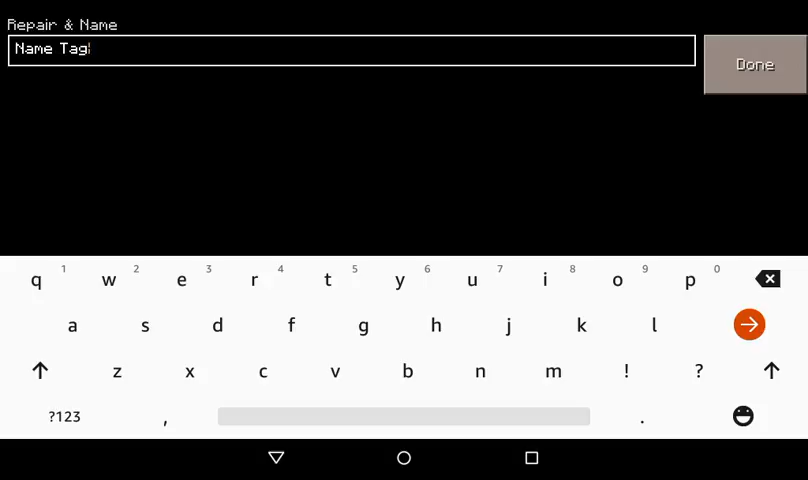 Repair & Name
Name Tag
Done
1 2 3 4 5 6 7 8 9 0
q w e r t y u i o p
a s d f g h j k l
z x c v b n m ! ?
?123 , .